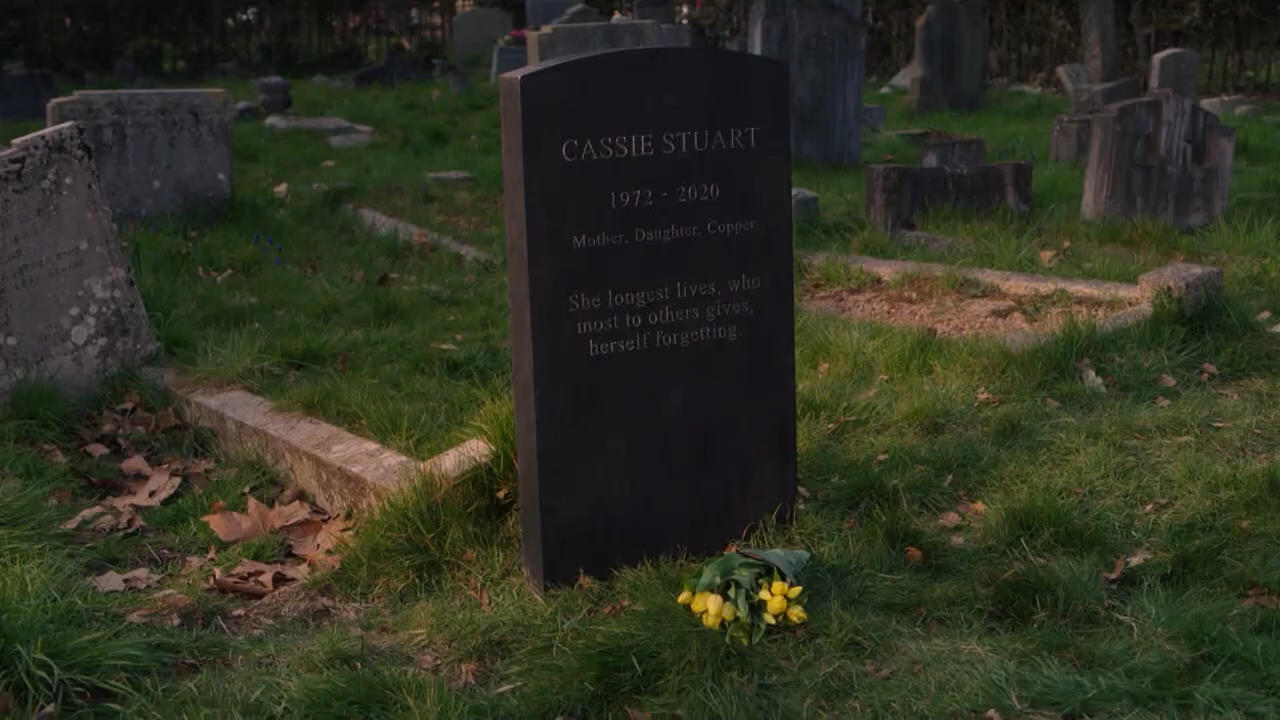 CASSIE STUART
1972 - 2020
Mother, Daughter, Copper.
She longest lives, who
most to others gives,
herself forgetting.